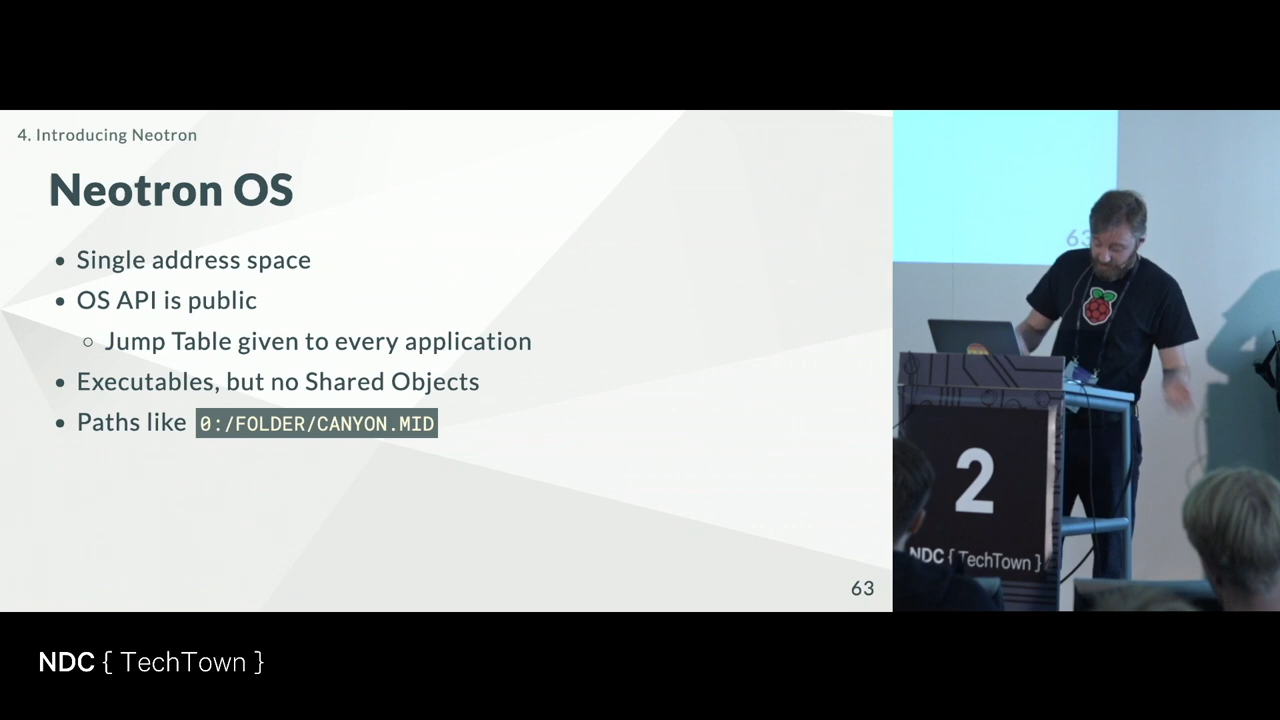 4. Introducing Neotron
Neotron OS
• Single address space
• OS API is public
○ Jump Table given to every application
• Executables, but no Shared Objects
• Paths like 0:/FOLDER/CANYON.MID
63
63
2
NDC { TechTown }
NDC { TechTown }